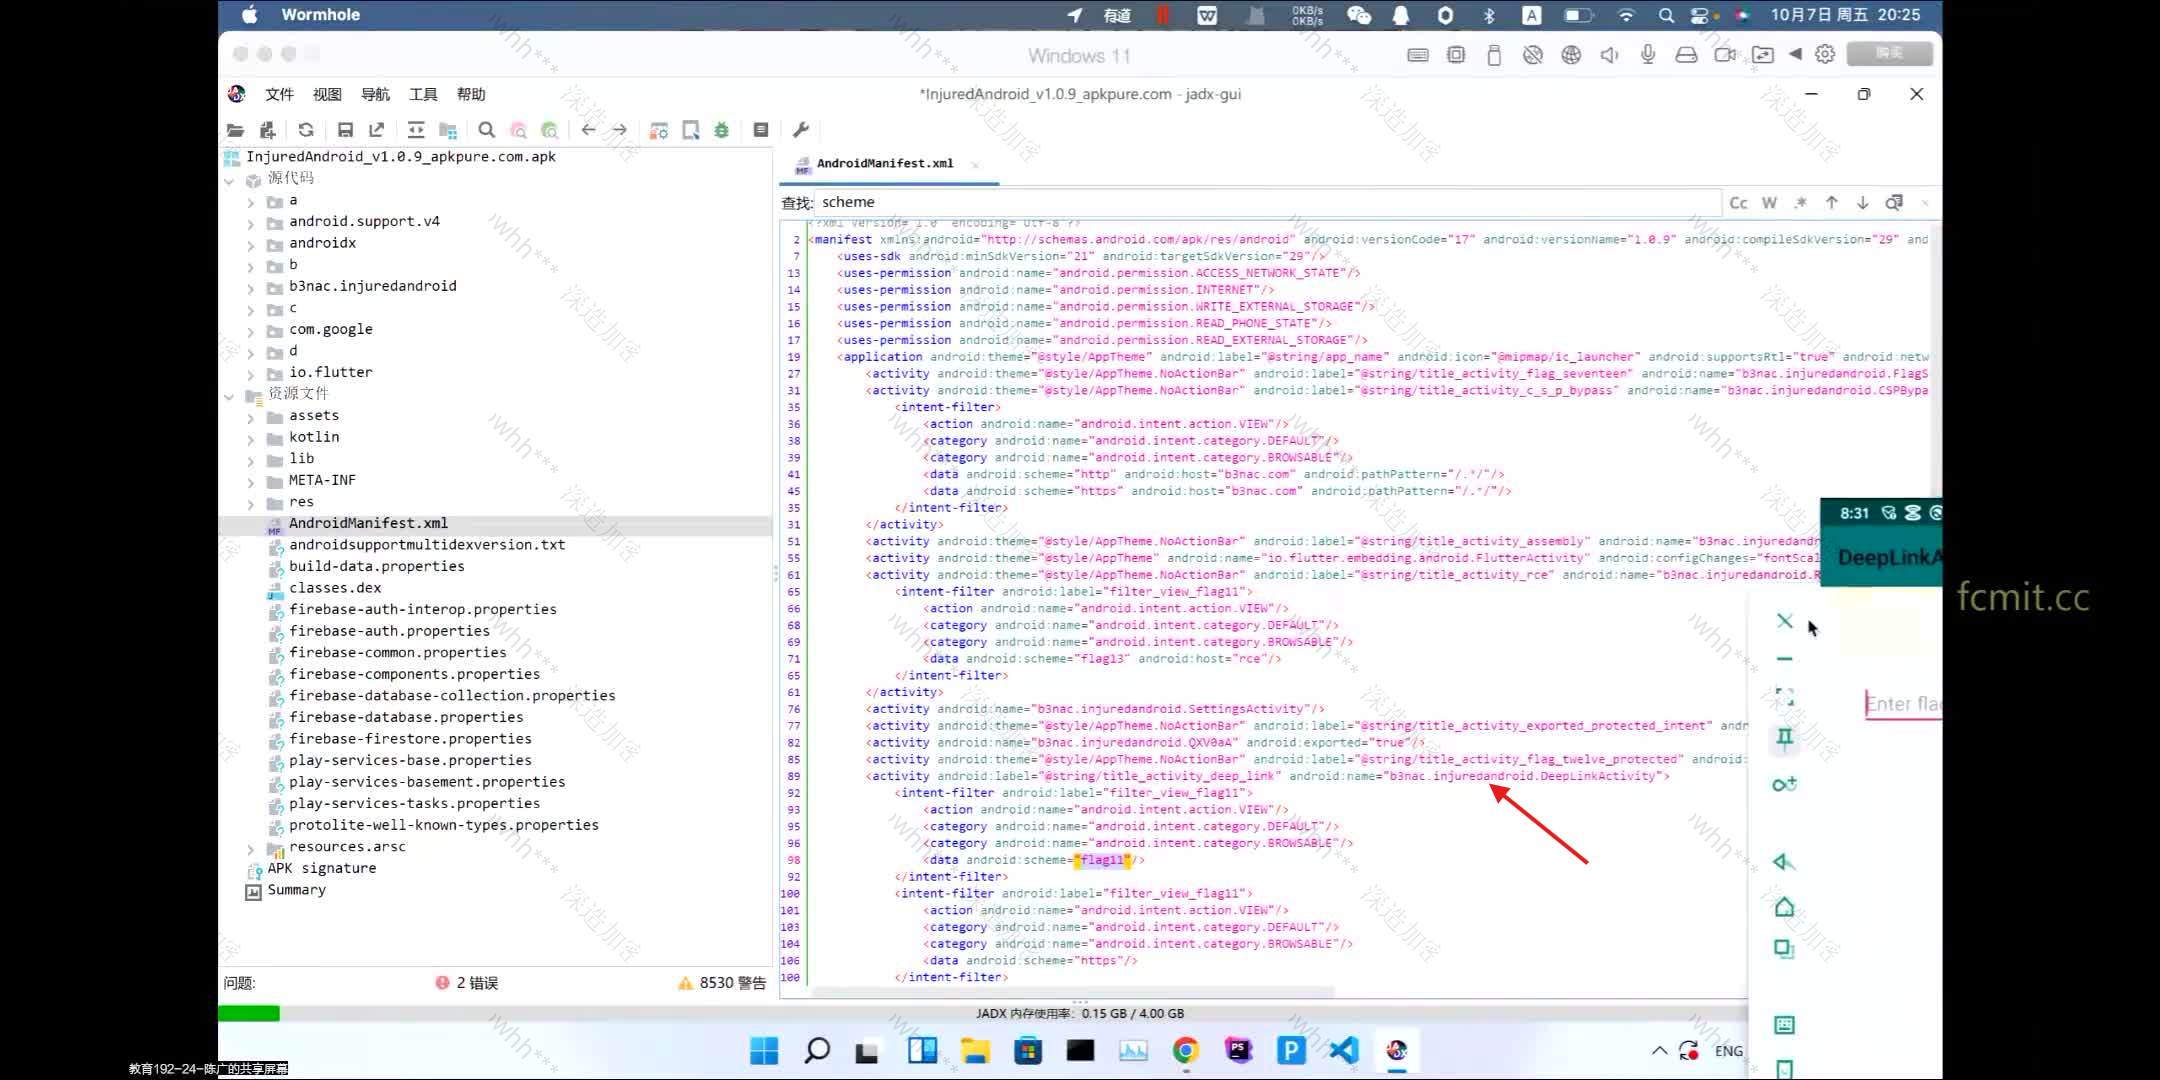 Wormhole
有道
0KB/s
0KB/s
10月7日 周五 20:25
Windows 11
购买
文件 视图 导航 工具 帮助
*InjuredAndroid_v1.0.9_apkpure.com - jadx-gui
InjuredAndroid_v1.0.9_apkpure.com.apk
源代码
a
android.support.v4
androidx
b
b3nac.injuredandroid
c
com.google
d
io.flutter
资源文件
assets
kotlin
lib
META-INF
res
AndroidManifest.xml
androidsupportmultidexversion.txt
build-data.properties
classes.dex
firebase-auth-interop.properties
firebase-auth.properties
firebase-common.properties
firebase-components.properties
firebase-database-collection.properties
firebase-database.properties
firebase-firestore.properties
play-services-base.properties
play-services-basement.properties
play-services-tasks.properties
protolite-well-known-types.properties
resources.arsc
APK signature
Summary
问题: 2 错误 8530 警告
AndroidManifest.xml
查找: scheme
Cc W .*
<?xml version="1.0" encoding="utf-8"?>
2 <manifest xmlns:android="http://schemas.android.com/apk/res/android" android:versionCode="17" android:versionName="1.0.9" android:compileSdkVersion="29" and
7 <uses-sdk android:minSdkVersion="21" android:targetSdkVersion="29"/>
13 <uses-permission android:name="android.permission.ACCESS_NETWORK_STATE"/>
14 <uses-permission android:name="android.permission.INTERNET"/>
15 <uses-permission android:name="android.permission.WRITE_EXTERNAL_STORAGE"/>
16 <uses-permission android:name="android.permission.READ_PHONE_STATE"/>
17 <uses-permission android:name="android.permission.READ_EXTERNAL_STORAGE"/>
19 <application android:theme="@style/AppTheme" android:label="@string/app_name" android:icon="@mipmap/ic_launcher" android:supportsRtl="true" android:netw
27 <activity android:theme="@style/AppTheme.NoActionBar" android:label="@string/title_activity_flag_seventeen" android:name="b3nac.injuredandroid.FlagS
31 <activity android:theme="@style/AppTheme.NoActionBar" android:label="@string/title_activity_c_s_p_bypass" android:name="b3nac.injuredandroid.CSPBypa
35 <intent-filter>
36 <action android:name="android.intent.action.VIEW"/>
38 <category android:name="android.intent.category.DEFAULT"/>
39 <category android:name="android.intent.category.BROWSABLE"/>
41 <data android:scheme="http" android:host="b3nac.com" android:pathPattern="/.*/"/>
45 <data android:scheme="https" android:host="b3nac.com" android:pathPattern="/.*/"/>
35 </intent-filter>
31 </activity>
51 <activity android:theme="@style/AppTheme.NoActionBar" android:label="@string/title_activity_assembly" android:name="b3nac.injuredandr
55 <activity android:theme="@style/AppTheme" android:name="io.flutter.embedding.android.FlutterActivity" android:configChanges="fontScal
61 <activity android:theme="@style/AppTheme.NoActionBar" android:label="@string/title_activity_rce" android:name="b3nac.injuredandroid.R
65 <intent-filter android:label="filter_view_flag11">
66 <action android:name="android.intent.action.VIEW"/>
68 <category android:name="android.intent.category.DEFAULT"/>
69 <category android:name="android.intent.category.BROWSABLE"/>
71 <data android:scheme="flag13" android:host="rce"/>
65 </intent-filter>
61 </activity>
76 <activity android:name="b3nac.injuredandroid.SettingsActivity"/>
77 <activity android:theme="@style/AppTheme.NoActionBar" android:label="@string/title_activity_exported_protected_intent" andr
82 <activity android:name="b3nac.injuredandroid.QXV0aA" android:exported="true"/>
85 <activity android:theme="@style/AppTheme.NoActionBar" android:label="@string/title_activity_flag_twelve_protected" android:
89 <activity android:label="@string/title_activity_deep_link" android:name="b3nac.injuredandroid.DeepLinkActivity">
92 <intent-filter android:label="filter_view_flag11">
93 <action android:name="android.intent.action.VIEW"/>
95 <category android:name="android.intent.category.DEFAULT"/>
96 <category android:name="android.intent.category.BROWSABLE"/>
98 <data android:scheme="flag11"/>
92 </intent-filter>
100 <intent-filter android:label="filter_view_flag11">
101 <action android:name="android.intent.action.VIEW"/>
103 <category android:name="android.intent.category.DEFAULT"/>
104 <category android:name="android.intent.category.BROWSABLE"/>
106 <data android:scheme="https"/>
100 </intent-filter>
8:31
DeepLinkA
Enter flag
fcmit.cc
JADX 内存使用率: 0.15 GB / 4.00 GB
ENG
教育192-24-陈广的共享屏幕